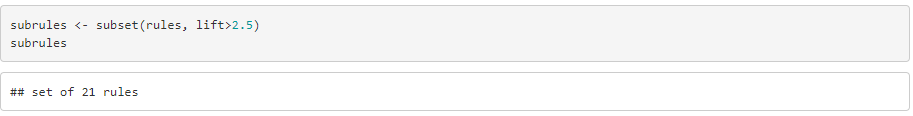 subrules <- subset(rules, lift>2.5)
subrules
## set of 21 rules